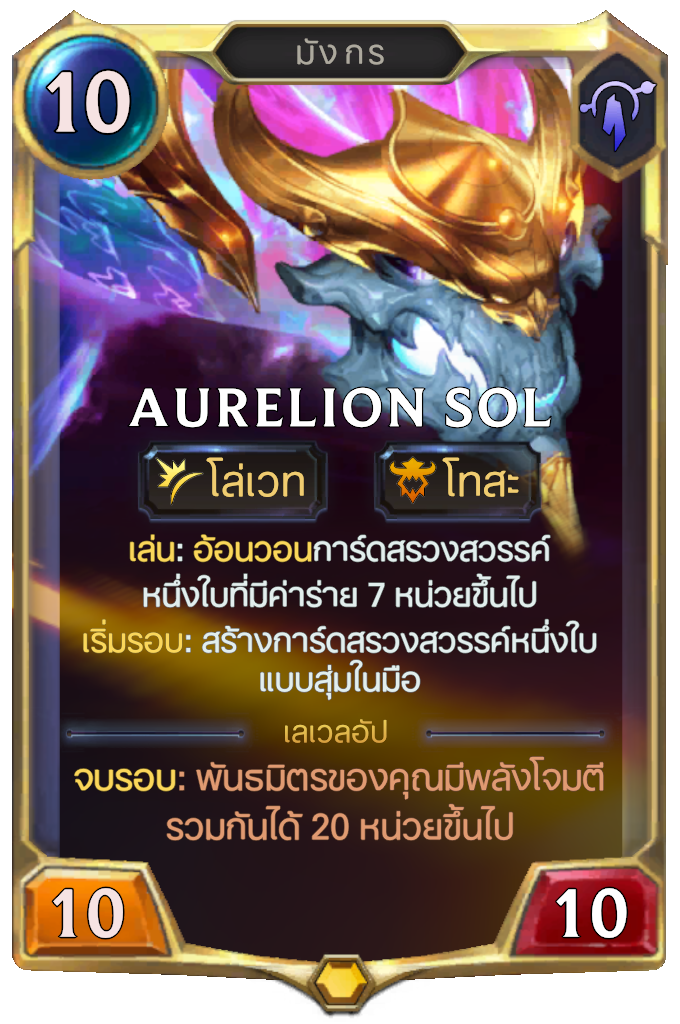 10
มังกร
AURELION SOL
โล่เวท
โทสะ
เล่น: อ้อนวอนการ์ดสรวงสวรรค์
หนึ่งใบที่มีค่าร่าย 7 หน่วยขึ้นไป
เริ่มรอบ: สร้างการ์ดสรวงสวรรค์หนึ่งใบ
แบบสุ่มในมือ
เลเวลอัป
จบรอบ: พันธมิตรของคุณมีพลังโจมตี
รวมกันได้ 20 หน่วยขึ้นไป
10
10